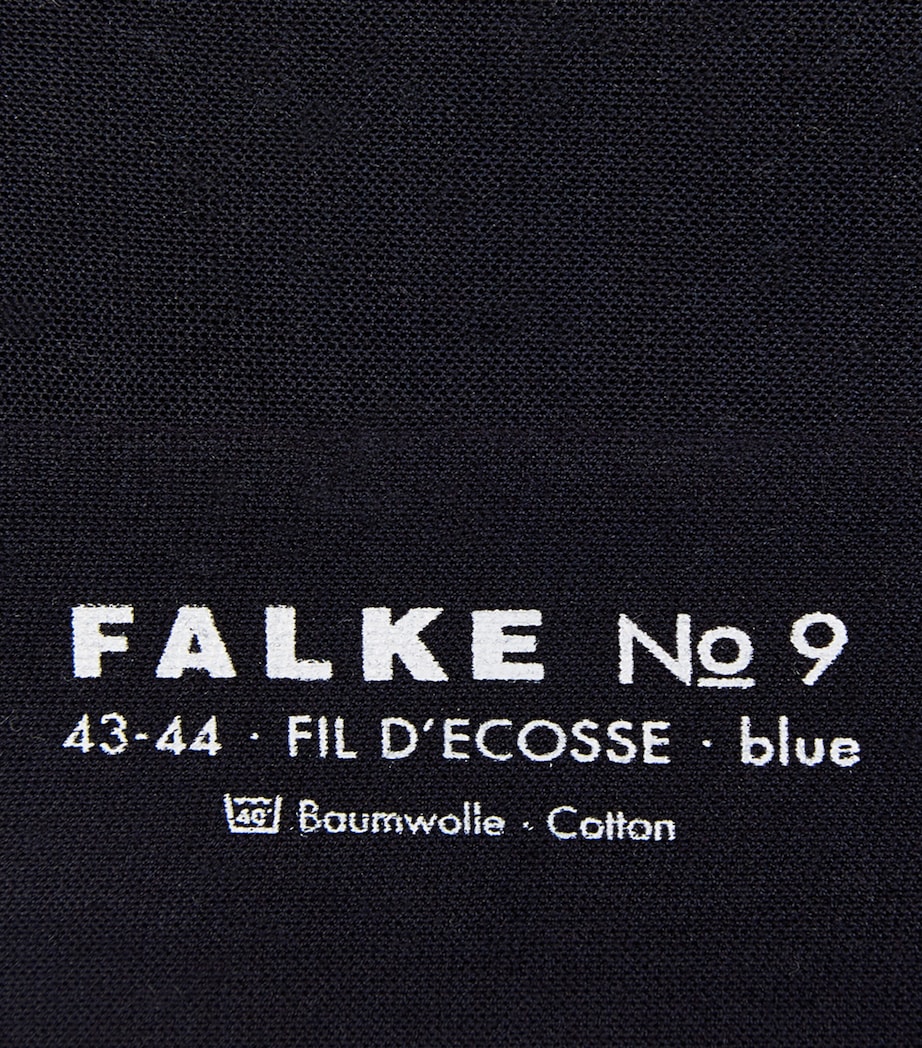 FALKE No 9
43-44 · FIL D'ECOSSE · blue
40° Baumwolle · Cotton